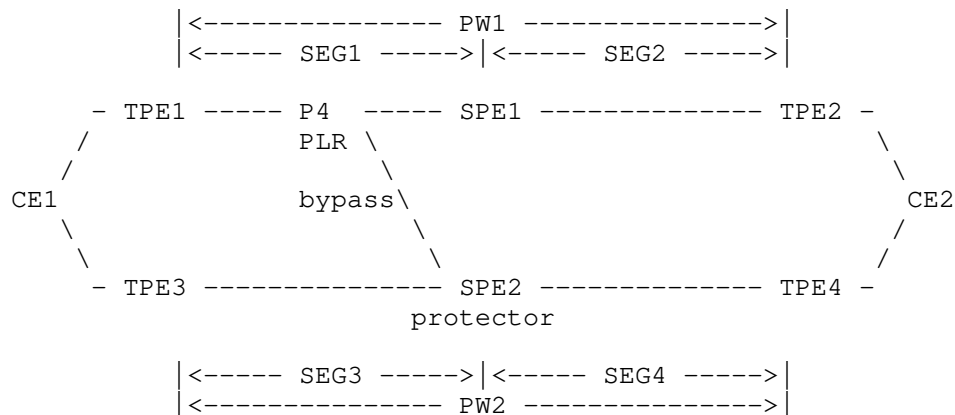 |<--------------- PW1 --------------->|
|<----- SEG1 ----->|<----- SEG2 ----->|
- TPE1 ----- P4 ----- SPE1 -------------- TPE2 -
/ PLR \ \
/ \ \
CE1 bypass\ CE2
\ \ /
\ \ /
- TPE3 --------------- SPE2 -------------- TPE4 -
protector
|<----- SEG3 ----->|<----- SEG4 ----->|
|<--------------- PW2 --------------->|